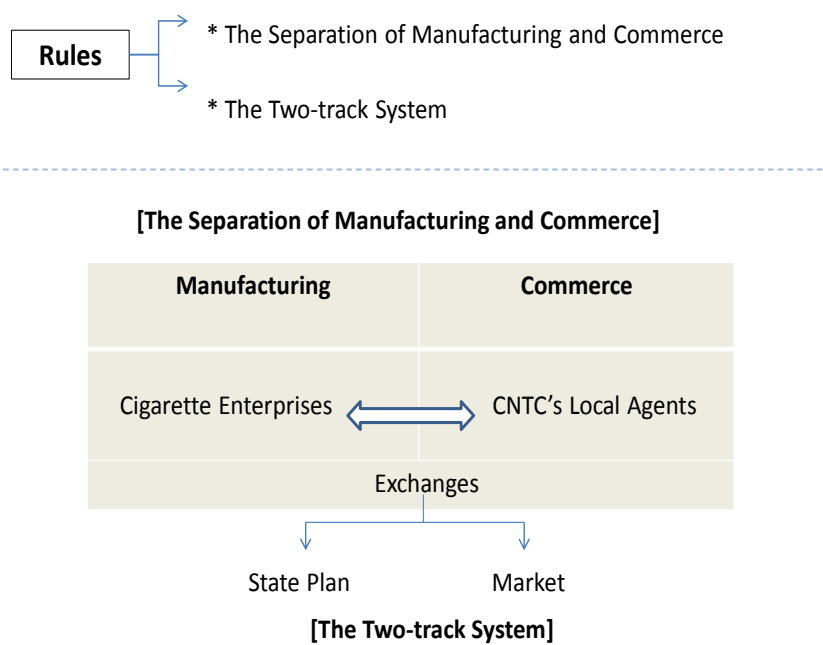 Rules
* The Separation of Manufacturing and Commerce
* The Two-track System
[The Separation of Manufacturing and Commerce]
Manufacturing
Commerce
Cigarette Enterprises
CNTC’s Local Agents
Exchanges
State Plan
Market
[The Two-track System]